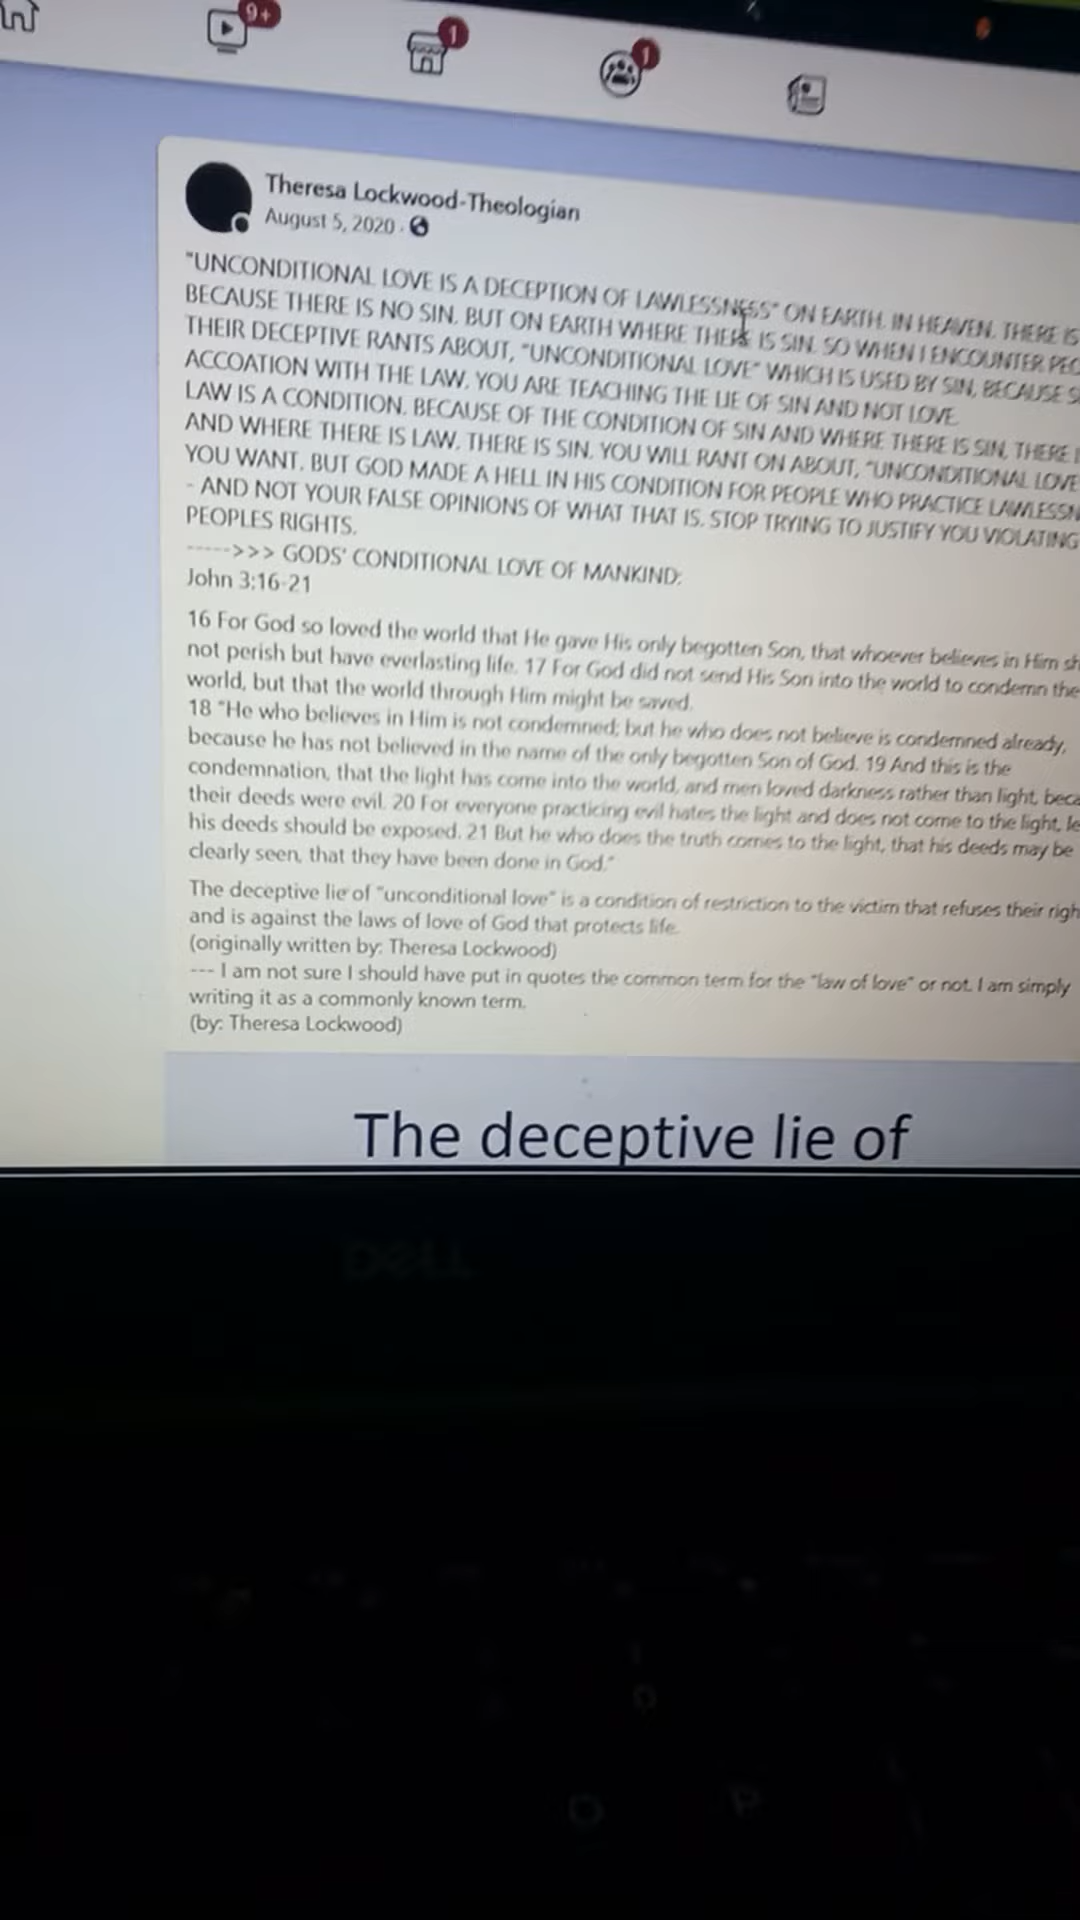 9+
1
1
Theresa Lockwood-Theologian
August 5, 2020
"UNCONDITIONAL LOVE IS A DECEPTION OF LAWLESSNESS" ON EARTH. IN HEAVEN. THERE IS
BECAUSE THERE IS NO SIN. BUT ON EARTH WHERE THERE IS SIN. SO WHEN I ENCOUNTER
THEIR DECEPTIVE RANTS ABOUT, "UNCONDITIONAL LOVE" WHICH IS USED BY SIN, BECAUSE
ACCOATION WITH THE LAW. YOU ARE TEACHING THE LIE OF SIN AND NOT LOVE.
LAW IS A CONDITION. BECAUSE OF THE CONDITION OF SIN AND WHERE THERE IS SIN, THERE
AND WHERE THERE IS LAW. THERE IS SIN. YOU WILL RANT ON ABOUT, "UNCONDITIONAL LOVE
YOU WANT. BUT GOD MADE A HELL IN HIS CONDITION FOR PEOPLE WHO PRACTICE LAWLESSN
- AND NOT YOUR FALSE OPINIONS OF WHAT THAT IS. STOP TRYING TO JUSTIFY YOU VIOLATING
PEOPLES RIGHTS.
----->>> GODS' CONDITIONAL LOVE OF MANKIND:
John 3:16-21
16 For God so loved the world that He gave His only begotten Son, that whoever believes in Him sh
not perish but have everlasting life. 17 For God did not send His Son into the world to condemn the
world, but that the world through Him might be saved.
18 "He who believes in Him is not condemned; but he who does not believe is condemned already,
because he has not believed in the name of the only begotten Son of God. 19 And this is the
condemnation, that the light has come into the world, and men loved darkness rather than light, beca
their deeds were evil. 20 For everyone practicing evil hates the light and does not come to the light, le
his deeds should be exposed. 21 But he who does the truth comes to the light, that his deeds may be
clearly seen, that they have been done in God."
The deceptive lie of "unconditional love" is a condition of restriction to the victim that refuses their righ
and is against the laws of love of God that protects life.
(originally written by: Theresa Lockwood)
--- I am not sure I should have put in quotes the common term for the "law of love" or not. I am simply
writing it as a commonly known term.
(by: Theresa Lockwood)
The deceptive lie of
DELL
O
P